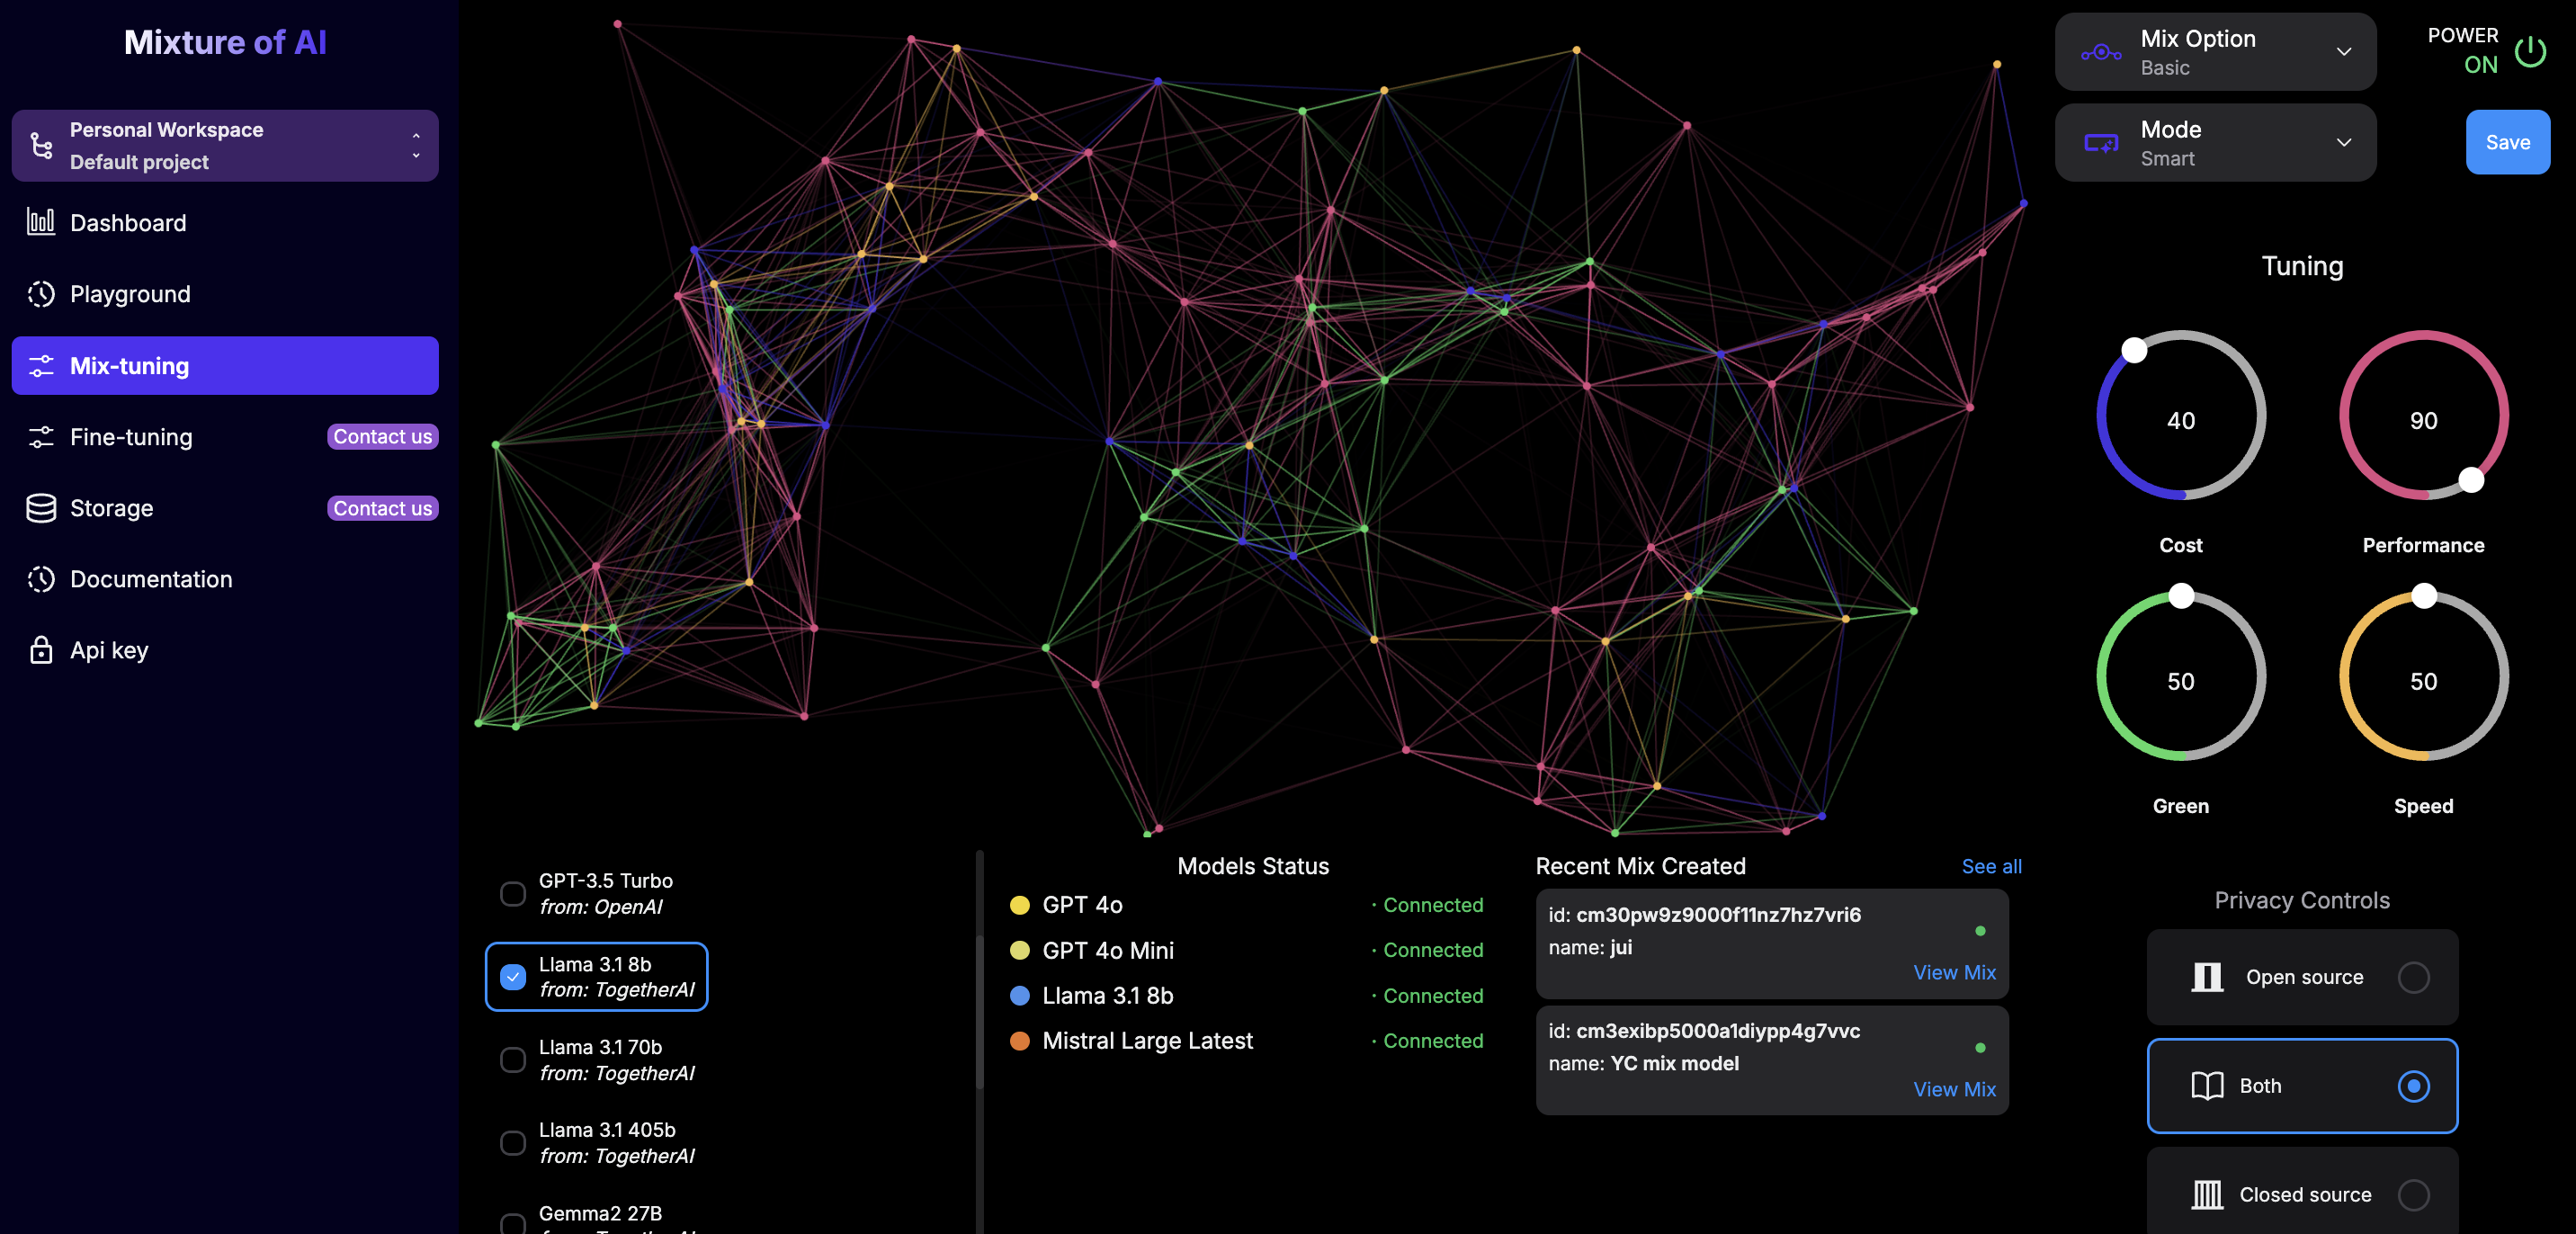 Mixture of AI
Personal Workspace
Default project
Dashboard
Playground
Mix-tuning
Fine-tuning
Contact us
Storage
Contact us
Documentation
Api key
Mix Option
Basic
POWER
ON
Mode
Smart
Save
Tuning
40
90
Cost
Performance
50
50
Green
Speed
GPT-3.5 Turbo
from: OpenAI
Llama 3.1 8b
from: TogetherAI
Llama 3.1 70b
from: TogetherAI
Llama 3.1 405b
from: TogetherAI
Gemma2 27B
from: TogetherAI
Models Status
GPT 4o
· Connected
GPT 4o Mini
· Connected
Llama 3.1 8b
· Connected
Mistral Large Latest
· Connected
Recent Mix Created
See all
id: cm30pw9z9000f11nz7hz7vri6
name: jui
View Mix
id: cm3exibp5000a1diypp4g7vvc
name: YC mix model
View Mix
Privacy Controls
Open source
Both
Closed source